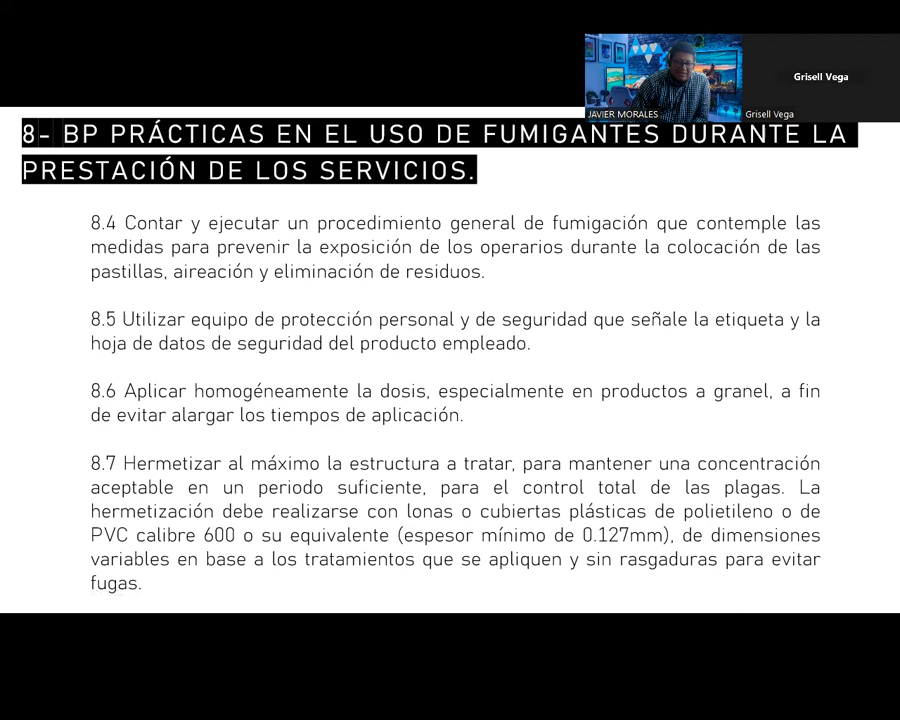 Grisell Vega
JAVIER MORALES
Grisell Vega
8- BP PRÁCTICAS EN EL USO DE FUMIGANTES DURANTE LA
PRESTACIÓN DE LOS SERVICIOS.
8.4 Contar y ejecutar un procedimiento general de fumigación que contemple las
medidas para prevenir la exposición de los operarios durante la colocación de las
pastillas, aireación y eliminación de residuos.
8.5 Utilizar equipo de protección personal y de seguridad que señale la etiqueta y la
hoja de datos de seguridad del producto empleado.
8.6 Aplicar homogéneamente la dosis, especialmente en productos a granel, a fin
de evitar alargar los tiempos de aplicación.
8.7 Hermetizar al máximo la estructura a tratar, para mantener una concentración
aceptable en un periodo suficiente, para el control total de las plagas. La
hermetización debe realizarse con lonas o cubiertas plásticas de polietileno o de
PVC calibre 600 o su equivalente (espesor mínimo de 0.127mm), de dimensiones
variables en base a los tratamientos que se apliquen y sin rasgaduras para evitar
fugas.